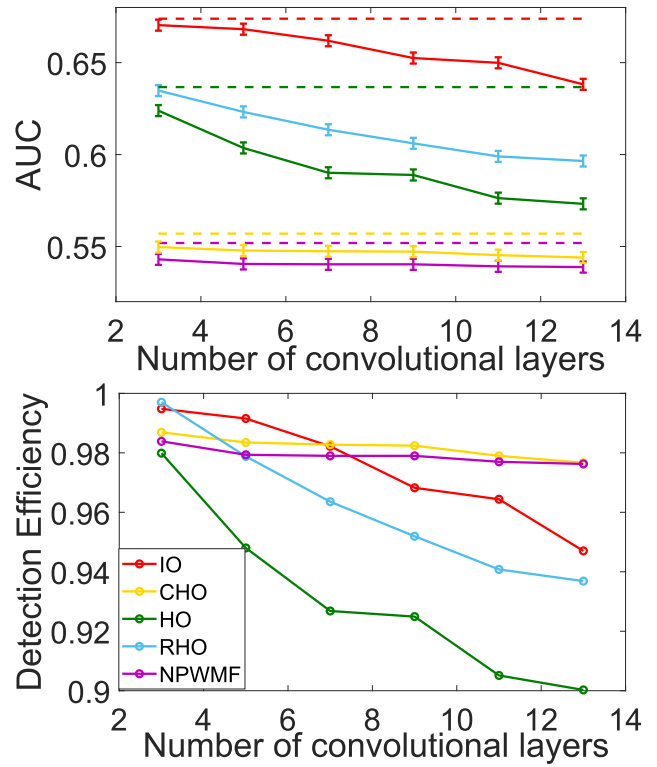 AUC
0.65
0.6
0.55
2 4 6 8 10 12 14
Number of convolutional layers
Detection Efficiency
1
0.98
0.96
0.94
0.92
0.9
IO
CHO
HO
RHO
NPWMF
2 4 6 8 10 12 14
Number of convolutional layers